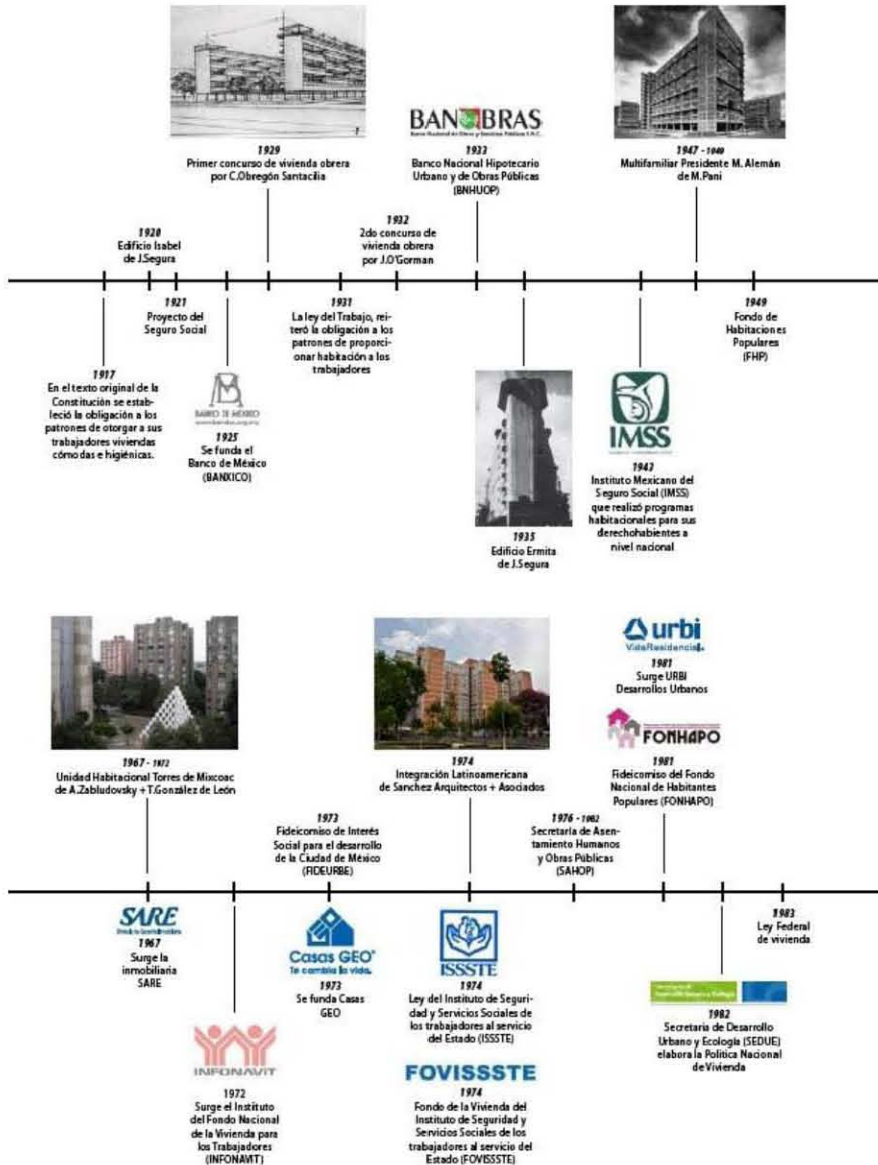 1929
Primer concurso de vivienda obrera
por C.Obregón Santacilia
BANOBRAS
Banco Nacional de Obras y Servicios Públicos S.N.C.
1933
Banco Nacional Hipotecario
Urbano y de Obras Públicas
(BNHUOP)
1947 - 1949
Multifamiliar Presidente M. Alemán
de M.Pani
1920
Edificio Isabel
de J.Segura
1932
2do concurso de
vivienda obrera
por J.O'Gorman
1921
Proyecto del
Seguro Social
1931
La ley del Trabajo, rei-
teró la obligación a los
patrones de proporci-
onar habitación a los
trabajadores
1949
Fondo de
Habitaciones
Populares
(FHP)
1917
En el texto original de la
Constitución se estab-
leció la obligación a los
patrones de otorgar a sus
trabajadores viviendas
cómodas e higiénicas.
BANCO DE MEXICO
1925
Se funda el
Banco de México
(BANXICO)
1935
Edificio Ermita
de J.Segura
IMSS
1943
Instituto Mexicano del
Seguro Social (IMSS)
que realizó programas
habitacionales para sus
derechohabientes a
nivel nacional
1967 - 1972
Unidad Habitacional Torres de Mixcoac
de A.Zabludovsky + T.González de León
1974
Integración Latinoamericana
de Sanchez Arquitectos + Asociados
urbi
VidaResidencial.
1981
Surge URBI
Desarrollos Urbanos
FONHAPO
1981
Fideicomiso del Fondo
Nacional de Habitantes
Populares (FONHAPO)
1973
Fideicomiso de Interés
Social para el desarrollo
de la Ciudad de México
(FIDEURBE)
1976 - 1982
Secretaría de Asen-
tamiento Humanos
y Obras Públicas
(SAHOP)
SARE
1967
Surge la
inmobiliaria
SARE
Casas GEO
Te cambia la vida.
1973
Se funda Casas
GEO
ISSSTE
1974
Ley del Instituto de Seguri-
dad y Servicios Sociales de
los trabajadores al servicio
del Estado (ISSSTE)
1983
Ley Federal
de vivienda
1982
Secretaria de Desarrollo
Urbano y Ecología (SEDUE)
elabora la Política Nacional
de Vivienda
INFONAVIT
1972
Surge el Instituto
del Fondo Nacional
de la Vivienda para
los Trabajadores
(INFONAVIT)
FOVISSSTE
1974
Fondo de la Vivienda del
Instituto de Seguridad y
Servicios Sociales de los
trabajadores al servicio del
Estado (FOVISSSTE)